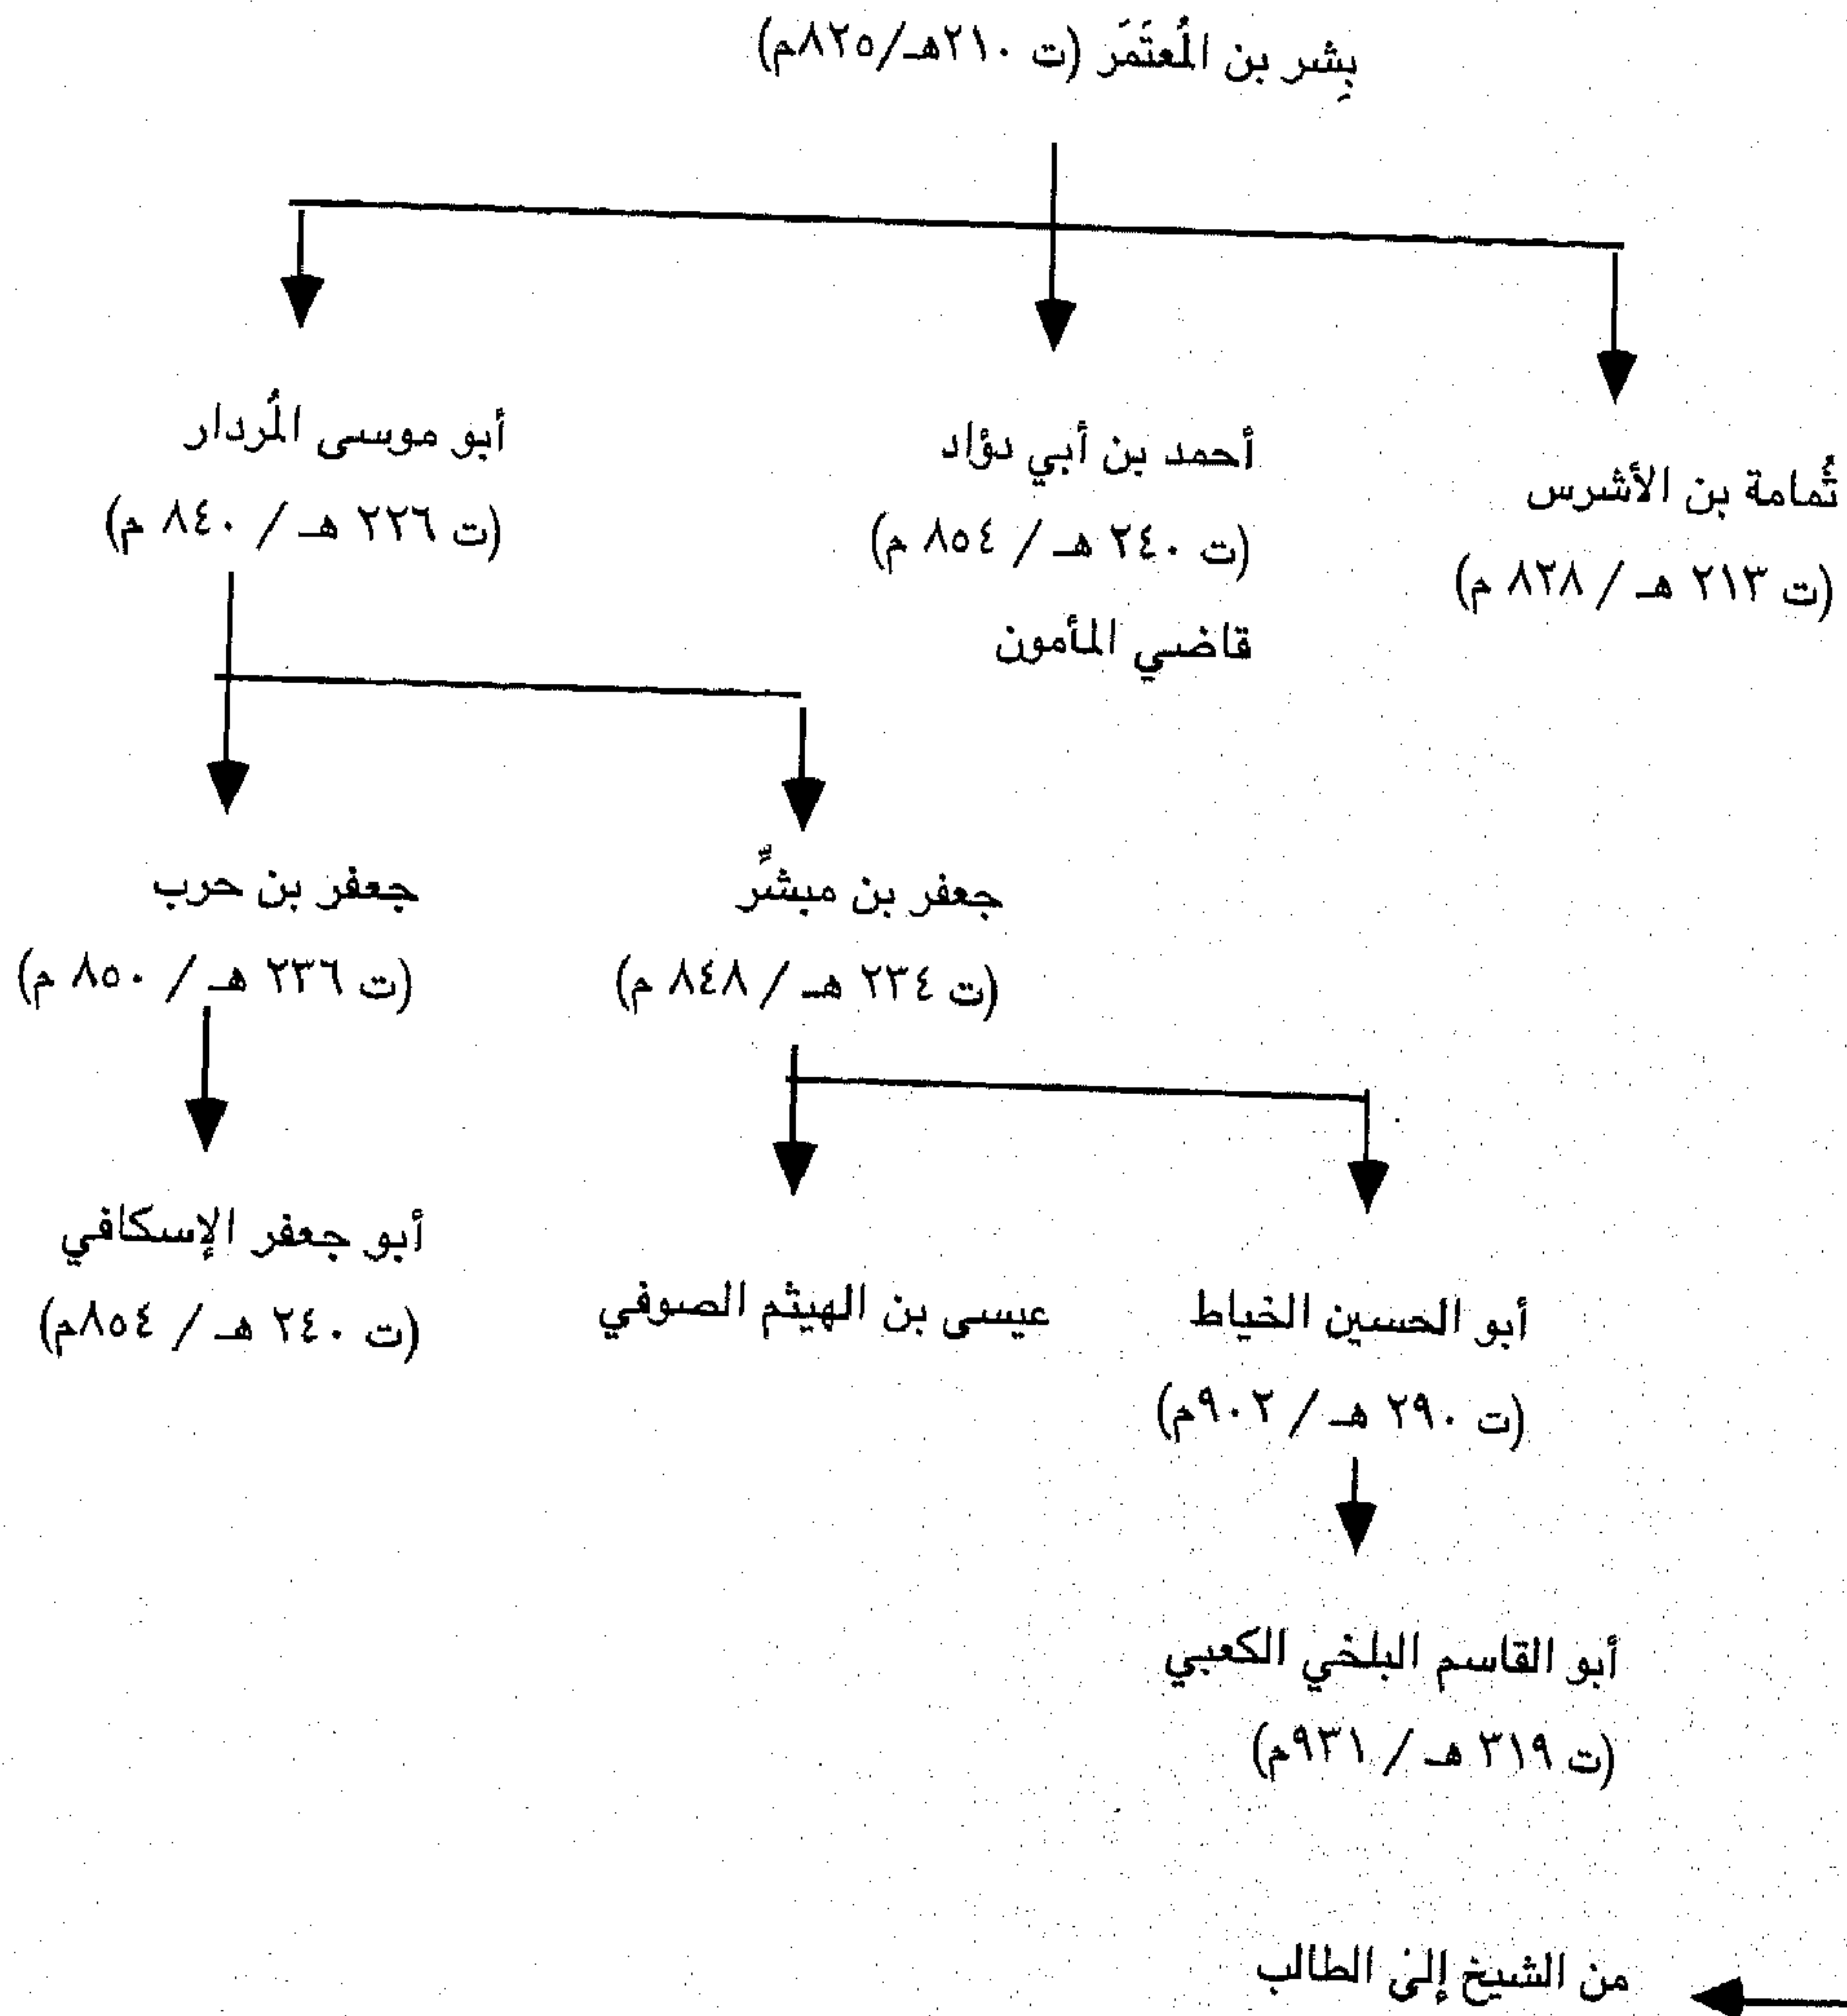 بِشر بن المُعتَمَر (ت ٢١٠هـ/٨٢٥م)
ثُمامة بن الأشرس
(ت ٢١٣ هـ / ٨٢٨ م)
أحمد بن أبي دؤاد
(ت ٢٤٠ هـ / ٨٥٤ م)
قاضي المأمون
أبو موسى المُردار
(ت ٢٢٦ هـ / ٨٤٠ م)
جعفر بن مبشِّر
(ت ٢٣٤ هـ / ٨٤٨ م)
جعفر بن حرب
(ت ٢٣٦ هـ / ٨٥٠ م)
أبو الحسين الخياط
(ت ٢٩٠ هـ / ٩٠٢م)
عيسى بن الهيثم الصوفي
أبو جعفر الإسكافي
(ت ٢٤٠ هـ / ٨٥٤م)
أبو القاسم البلخي الكعبي
(ت ٣١٩ هـ / ٩٣١م)
من الشيخ إلى الطالب